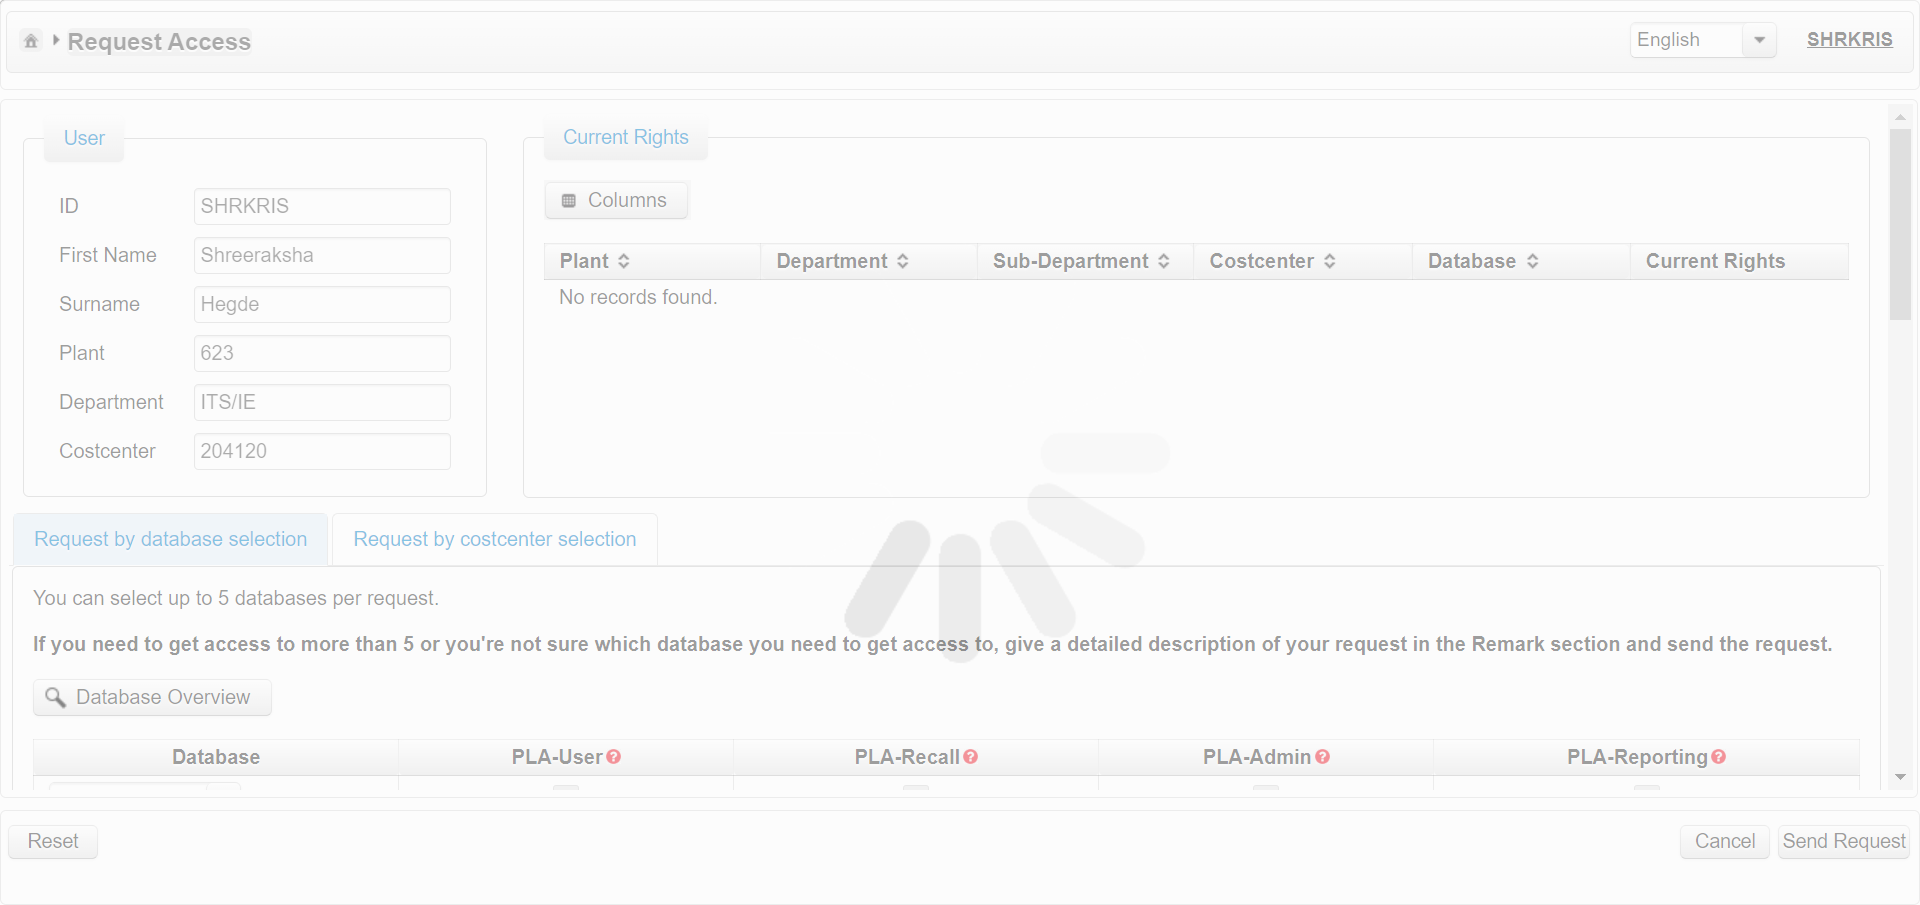 Request Access
English
SHRKRIS
User
ID SHRKRIS
First Name Shreeraksha
Surname Hegde
Plant 623
Department ITS/IE
Costcenter 204120
Current Rights
Columns
Plant Department Sub-Department Costcenter Database Current Rights
No records found.
Request by database selection Request by costcenter selection
You can select up to 5 databases per request.
If you need to get access to more than 5 or you're not sure which database you need to get access to, give a detailed description of your request in the Remark section and send the request.
Database Overview
Database PLA-User? PLA-Recall? PLA-Admin? PLA-Reporting?
Reset Cancel Send Request